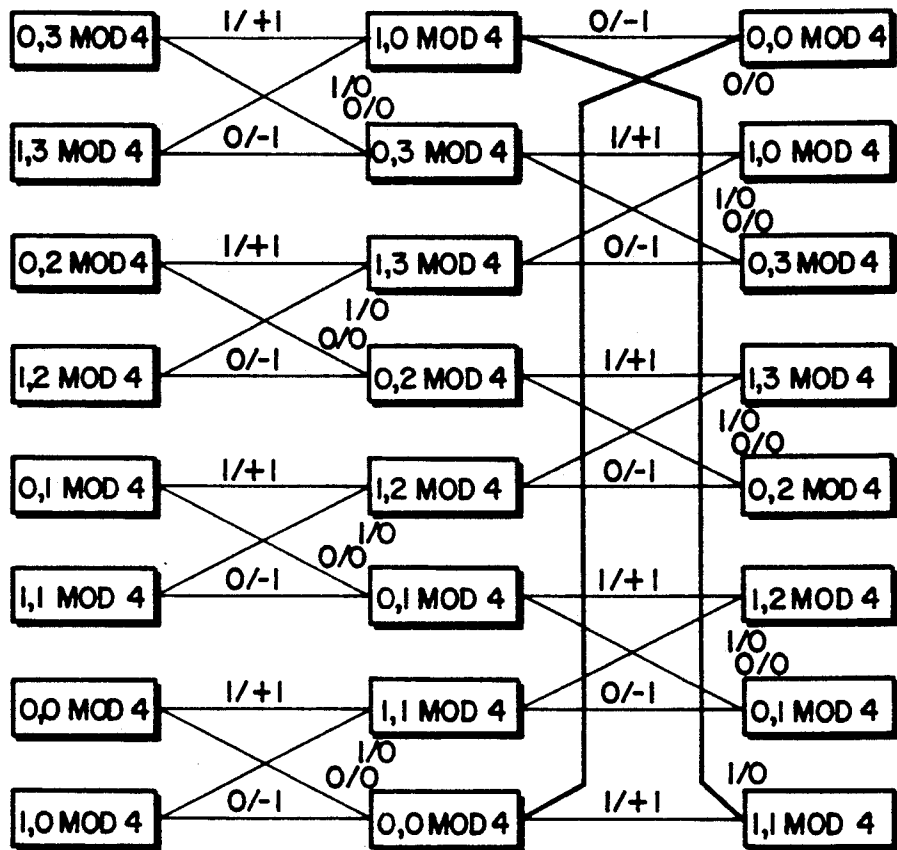 0,3 MOD 4 1/+1 1,0 MOD 4 0/-1 0,0 MOD 4
1/0 0/0
0/0
1,3 MOD 4 0/-1 0,3 MOD 4 1/+1 1,0 MOD 4
1/0
0/0
0,2 MOD 4 1/+1 1,3 MOD 4 0/-1 0,3 MOD 4
1/0
0/0
1,2 MOD 4 0/-1 0,2 MOD 4 1/+1 1,3 MOD 4
1/0
0/0
0,1 MOD 4 1/+1 1,2 MOD 4 0/-1 0,2 MOD 4
1/0
0/0
1,1 MOD 4 0/-1 0,1 MOD 4 1/+1 1,2 MOD 4
1/0
0/0
0,0 MOD 4 1/+1 1,1 MOD 4 0/-1 0,1 MOD 4
1/0
0/0 1/0
1,0 MOD 4 0/-1 0,0 MOD 4 1/+1 1,1 MOD 4